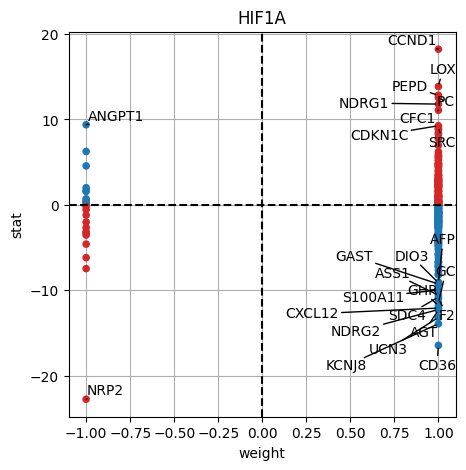 HIF1A
20
CCND1
LOX
PEPD
PC
NDRG1
ANGPT1
10
CFC1
CDKN1C
SRC
stat
0
AFP
GAST
DIO3
ASS1
GC
−10
S100A11
GHR
CXCL12
SDC4
F2
NDRG2
AGT
UCN3
KCNJ8
CD36
−20
NRP2
−1.00 −0.75 −0.50 −0.25 0.00 0.25 0.50 0.75 1.00
weight